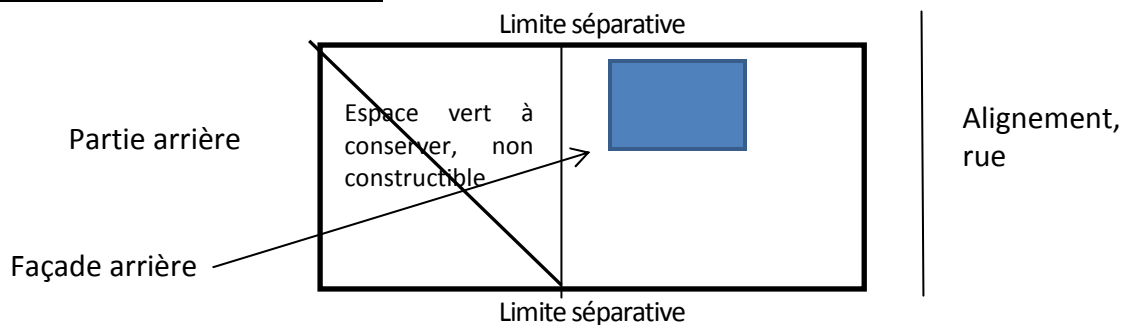 Limite séparative
Espace vert à
conserver, non
constructible
Partie arrière
Alignement,
rue
Façade arrière
Limite séparative